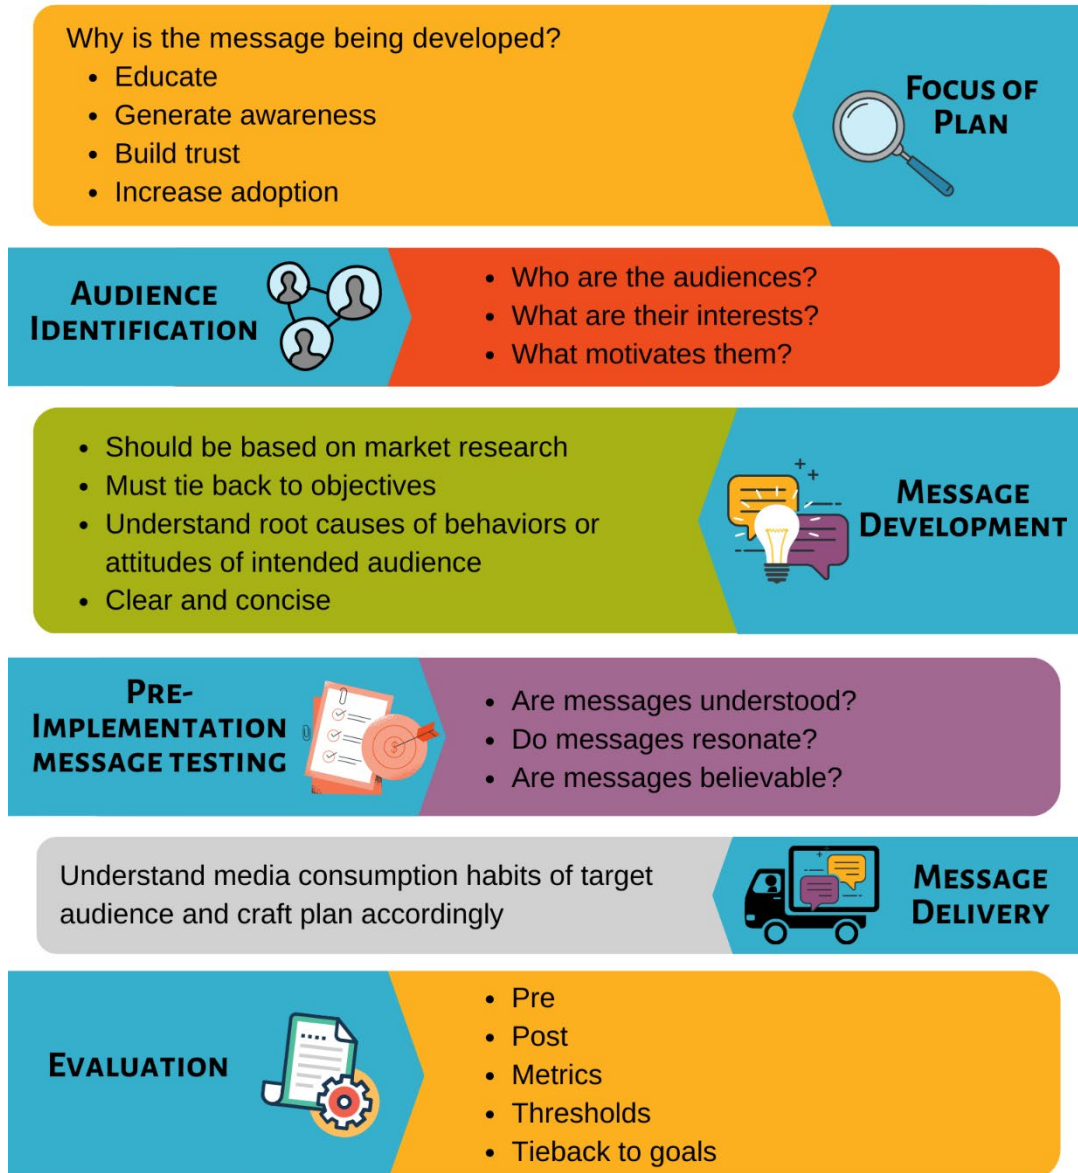 Why is the message being developed?
• Educate
• Generate awareness
• Build trust
• Increase adoption
FOCUS OF
PLAN
AUDIENCE
IDENTIFICATION
• Who are the audiences?
• What are their interests?
• What motivates them?
• Should be based on market research
• Must tie back to objectives
• Understand root causes of behaviors or
attitudes of intended audience
• Clear and concise
MESSAGE
DEVELOPMENT
PRE-
IMPLEMENTATION
MESSAGE TESTING
• Are messages understood?
• Do messages resonate?
• Are messages believable?
Understand media consumption habits of target
audience and craft plan accordingly
MESSAGE
DELIVERY
EVALUATION
• Pre
• Post
• Metrics
• Thresholds
• Tieback to goals